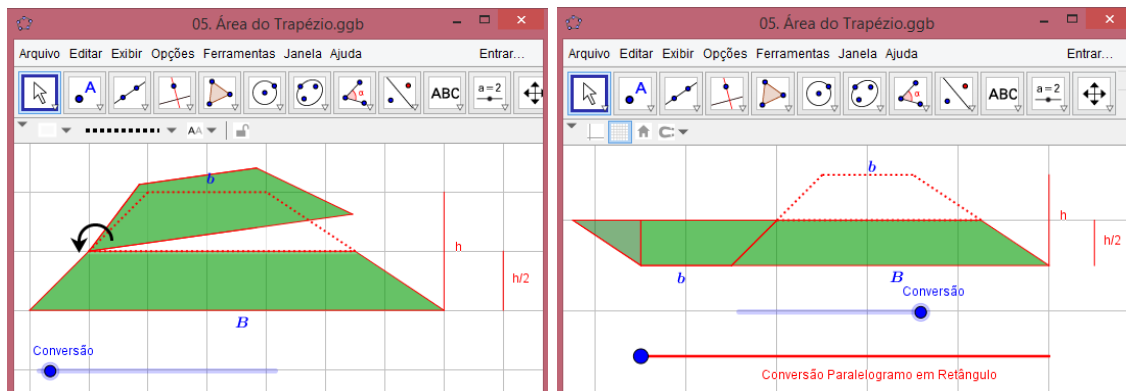 05. Área do Trapézio.ggb
Arquivo Editar Exibir Opções Ferramentas Janela Ajuda Entrar...
A α ABC a=2
AA
b
h
h/2
B
Conversão
05. Área do Trapézio.ggb
Arquivo Editar Exibir Opções Ferramentas Janela Ajuda Entrar...
A α ABC a=2
b
h
h/2
b B
Conversão
Conversão Paralelogramo em Retângulo